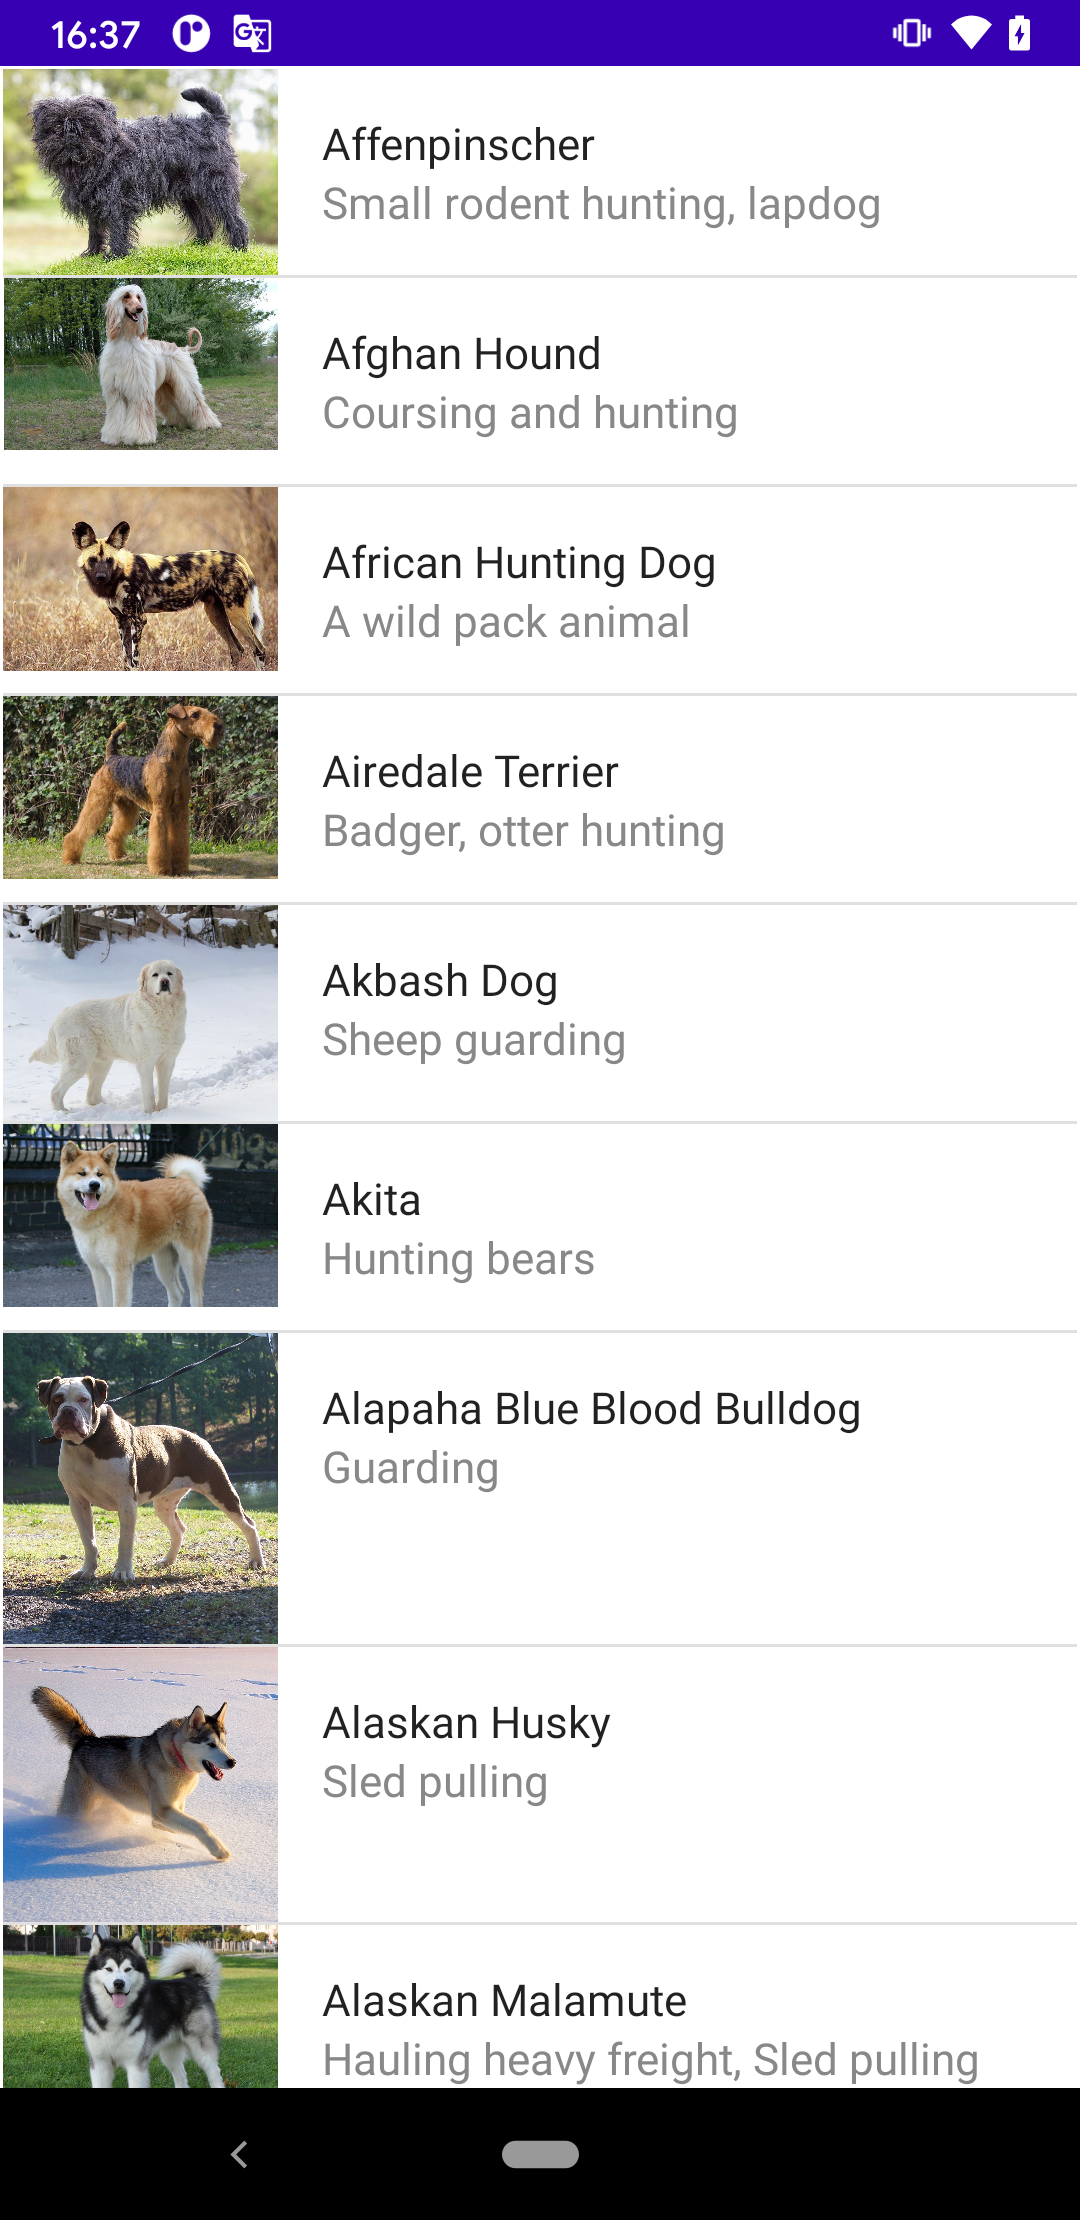 16:37
Affenpinscher
Small rodent hunting, lapdog
Afghan Hound
Coursing and hunting
African Hunting Dog
A wild pack animal
Airedale Terrier
Badger, otter hunting
Akbash Dog
Sheep guarding
Akita
Hunting bears
Alapaha Blue Blood Bulldog
Guarding
Alaskan Husky
Sled pulling
Alaskan Malamute
Hauling heavy freight, Sled pulling